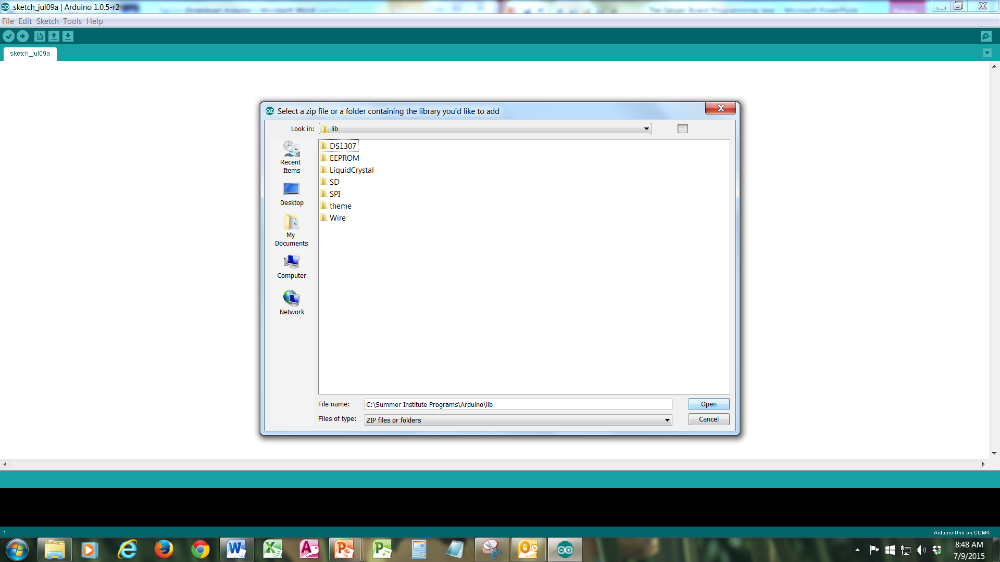 sketch_jul09a | Arduino 1.0.5-r2
File Edit Sketch Tools Help
sketch_jul09a
Select a zip file or a folder containing the library you'd like to add
Look in: lib
Recent
Items
Desktop
My
Documents
Computer
Network
DS1307
EEPROM
LiquidCrystal
SD
SPI
theme
Wire
File name: C:\Summer Institute Programs\Arduino\lib Open
Files of type: ZIP files or folders Cancel
1 Arduino Uno on COM4
8:48 AM
7/9/2015